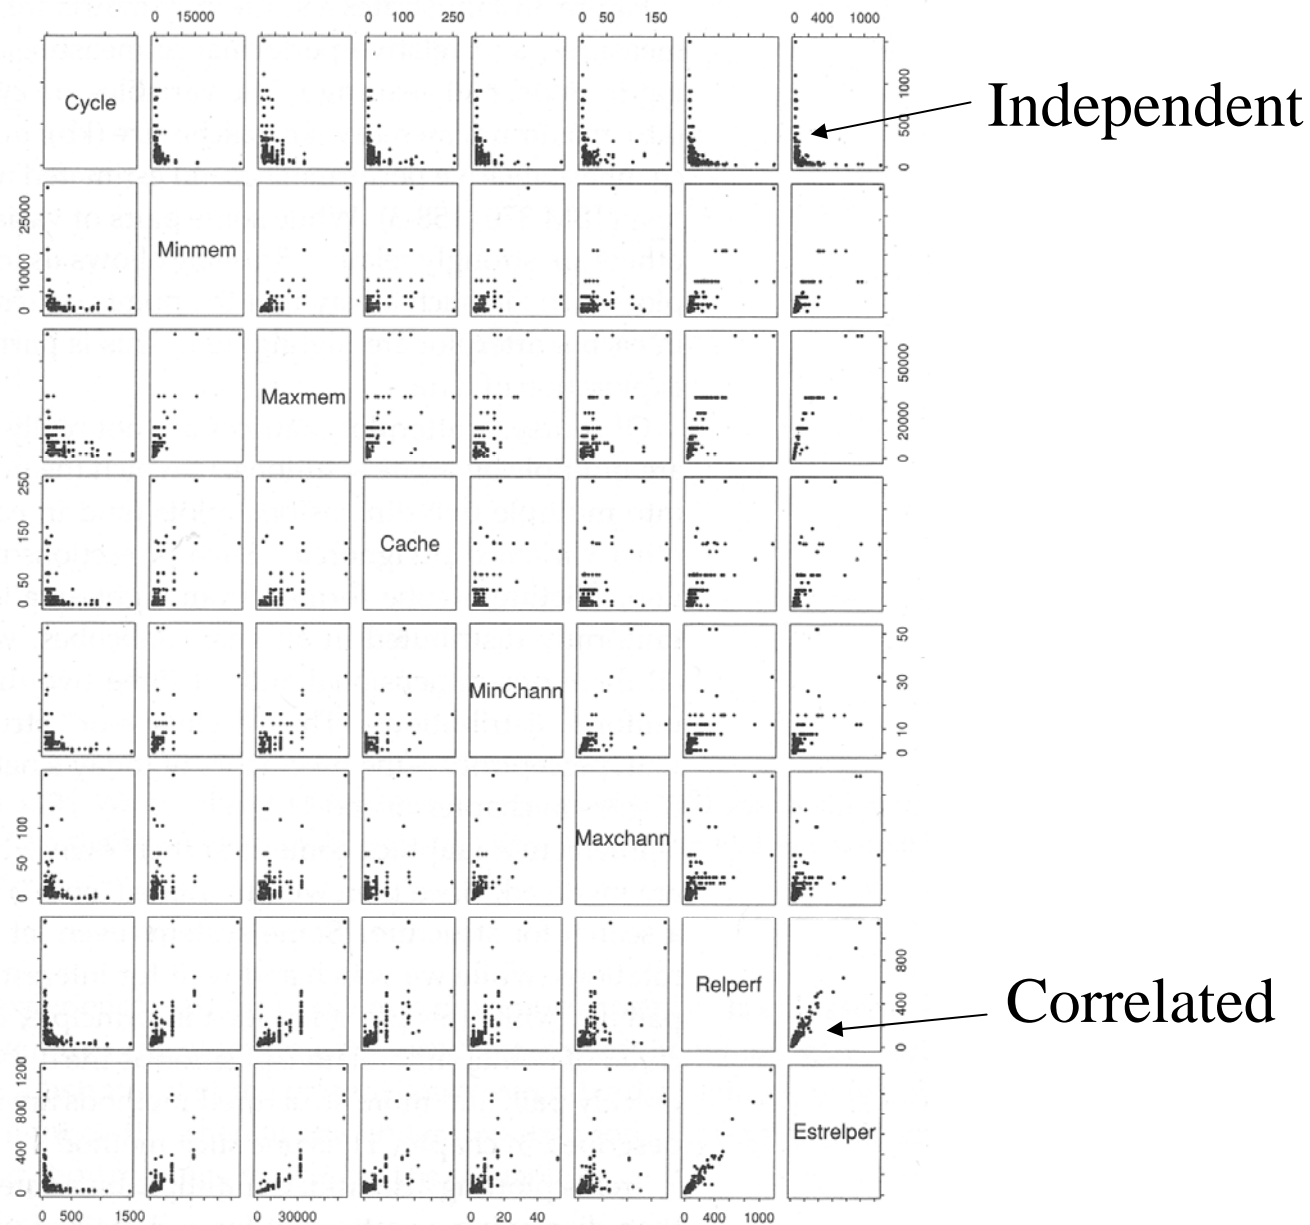 0 15000 0 100 250 0 50 150 0 400 1000
Cycle
0 500 1000
Independent
0 10000 25000
Minmem
Maxmem
0 20000 50000
0 50 150 250
Cache
MinChann
0 10 30 50
0 50 100
Maxchann
Relperf
0 400 800
Correlated
0 400 800 1200
Estrelper
0 500 1500 0 30000 0 20 40 0 400 1000